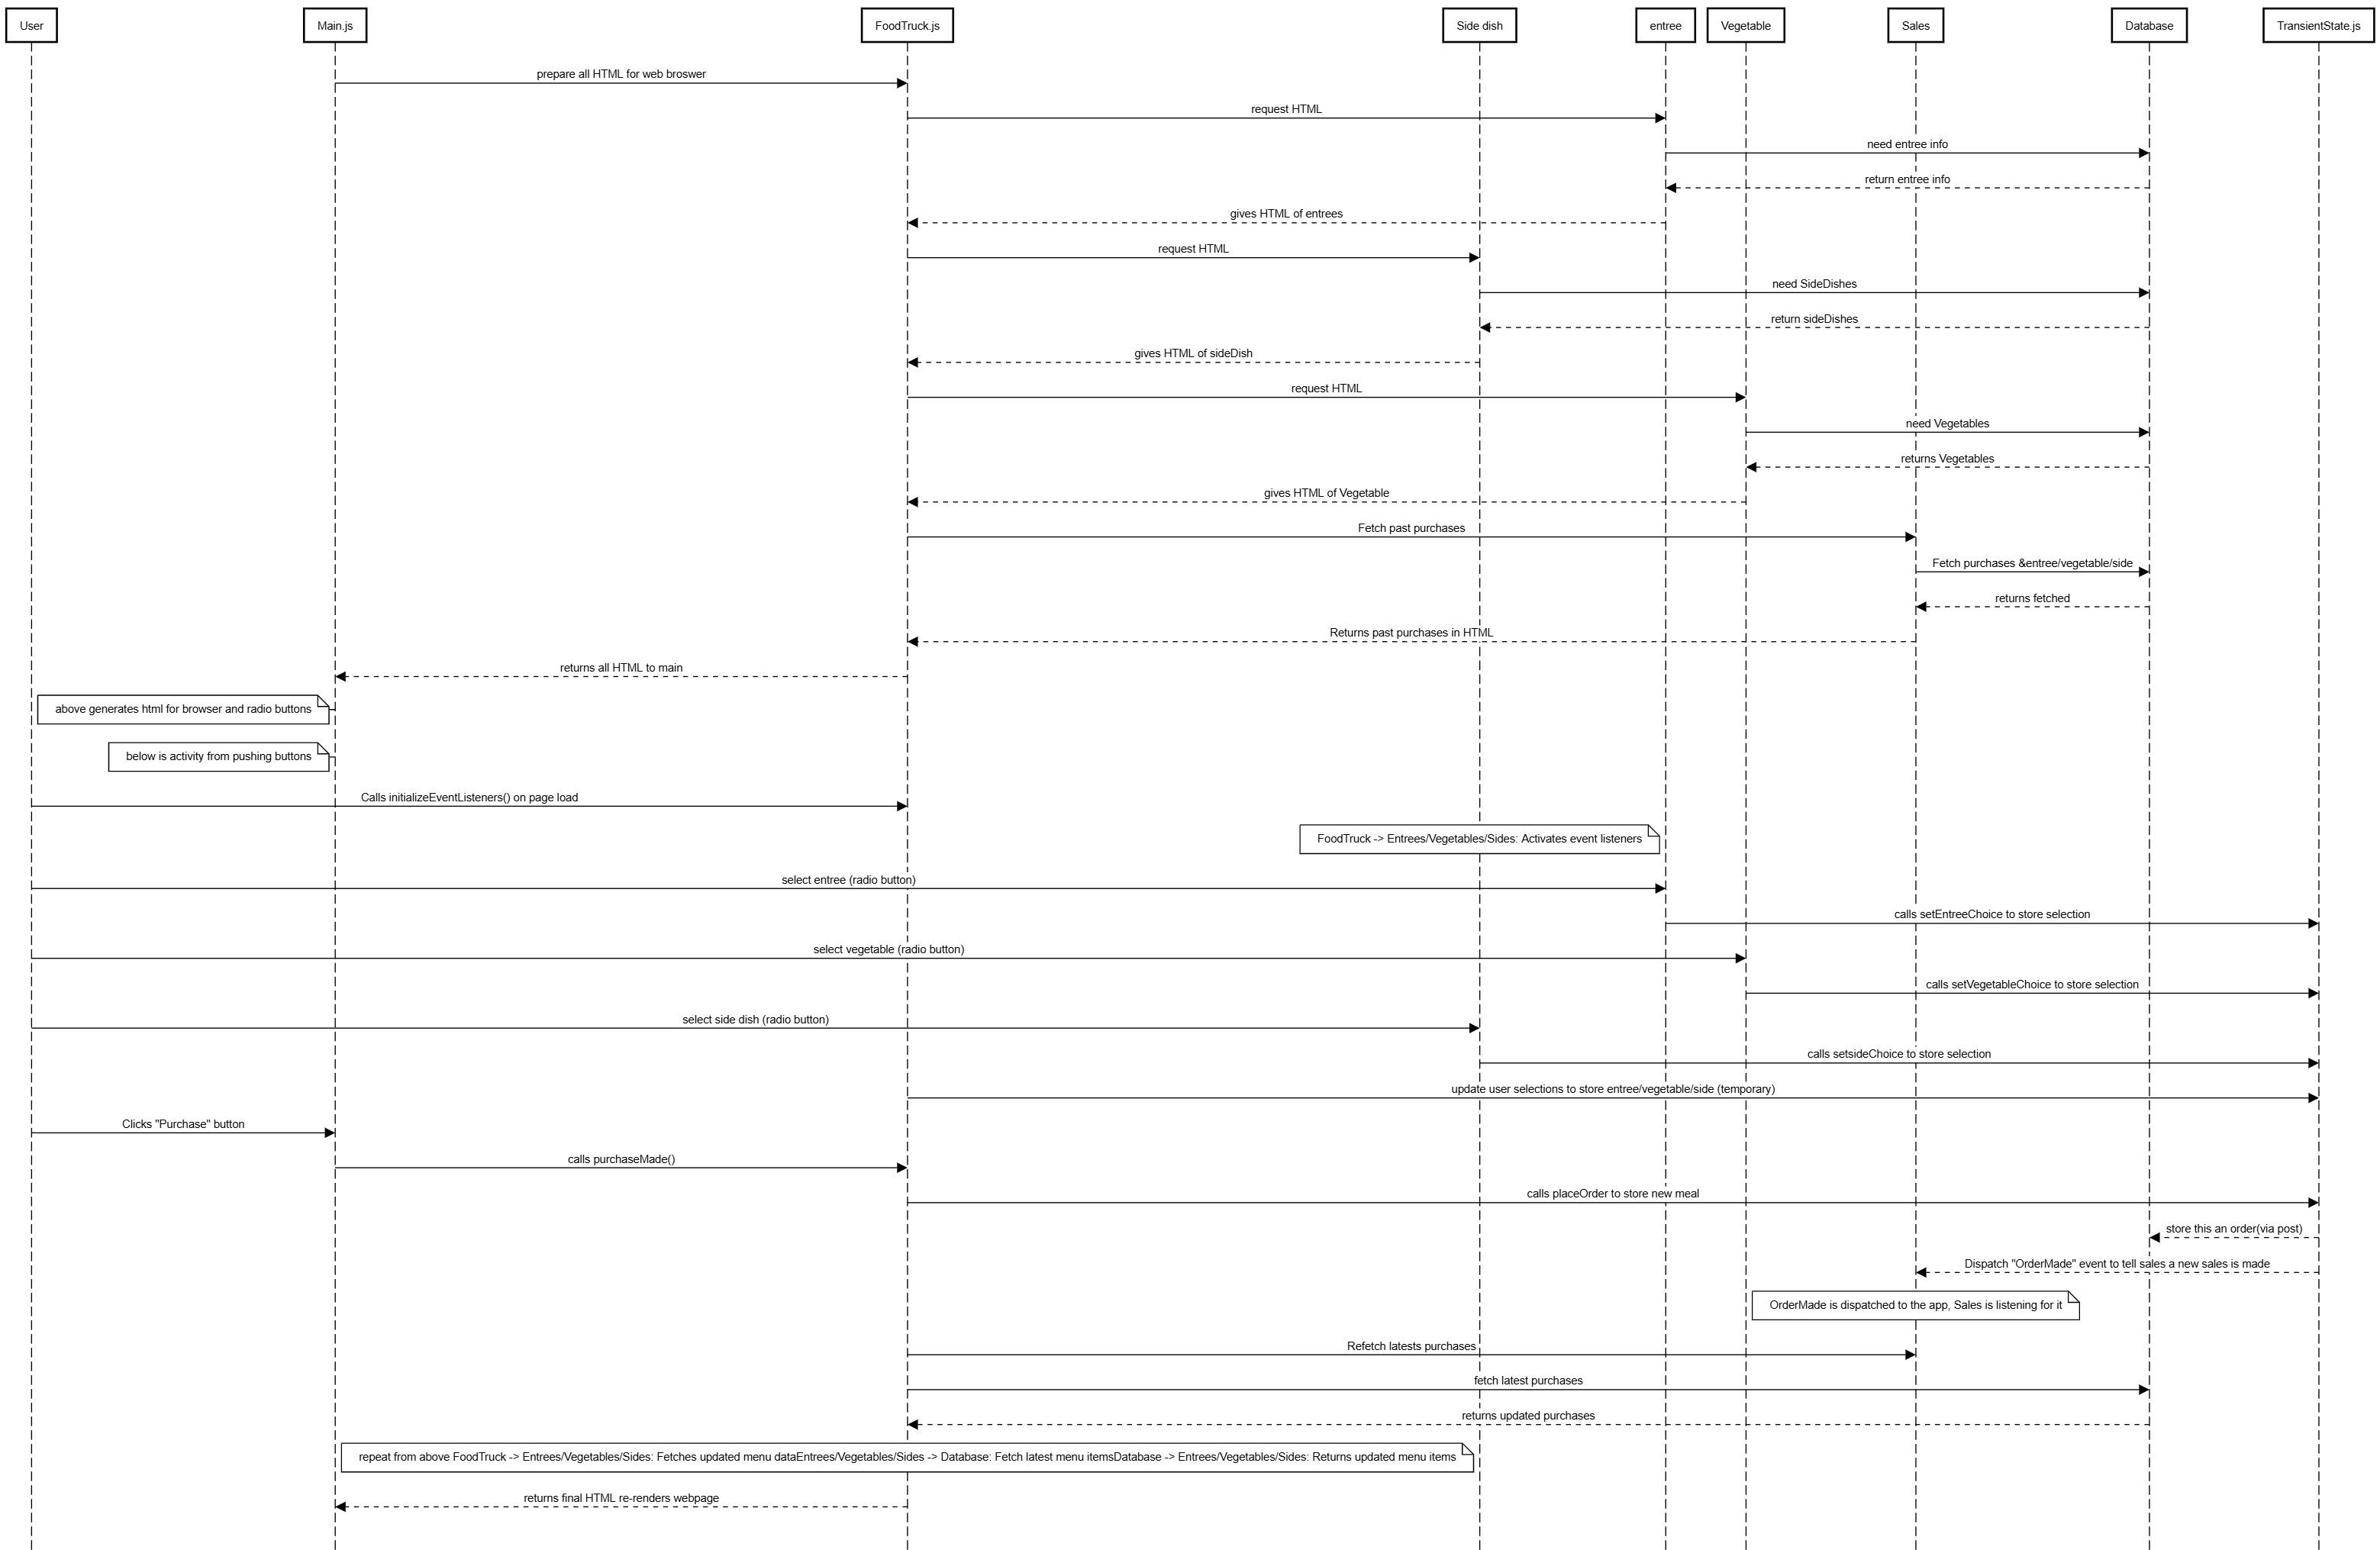 User
Main.js
FoodTruck.js
Side dish
entree
Vegetable
Sales
Database
TransientState.js
prepare all HTML for web broswer
request HTML
need entree info
return entree info
gives HTML of entrees
request HTML
need SideDishes
return sideDishes
gives HTML of sideDish
request HTML
need Vegetables
returns Vegetables
gives HTML of Vegetable
Fetch past purchases
Fetch purchases &entree/vegetable/side
returns fetched
Returns past purchases in HTML
returns all HTML to main
above generates html for browser and radio buttons
below is activity from pushing buttons
Calls initializeEventListeners() on page load
FoodTruck -> Entrees/Vegetables/Sides: Activates event listeners
select entree (radio button)
calls setEntreeChoice to store selection
select vegetable (radio button)
calls setVegetableChoice to store selection
select side dish (radio button)
calls setsideChoice to store selection
update user selections to store entree/vegetable/side (temporary)
Clicks "Purchase" button
calls purchaseMade()
calls placeOrder to store new meal
store this an order(via post)
Dispatch "OrderMade" event to tell sales a new sales is made
OrderMade is dispatched to the app, Sales is listening for it
Refetch latests purchases
fetch latest purchases
returns updated purchases
repeat from above FoodTruck -> Entrees/Vegetables/Sides: Fetches updated menu dataEntrees/Vegetables/Sides -> Database: Fetch latest menu itemsDatabase -> Entrees/Vegetables/Sides: Returns updated menu items
returns final HTML re-renders webpage